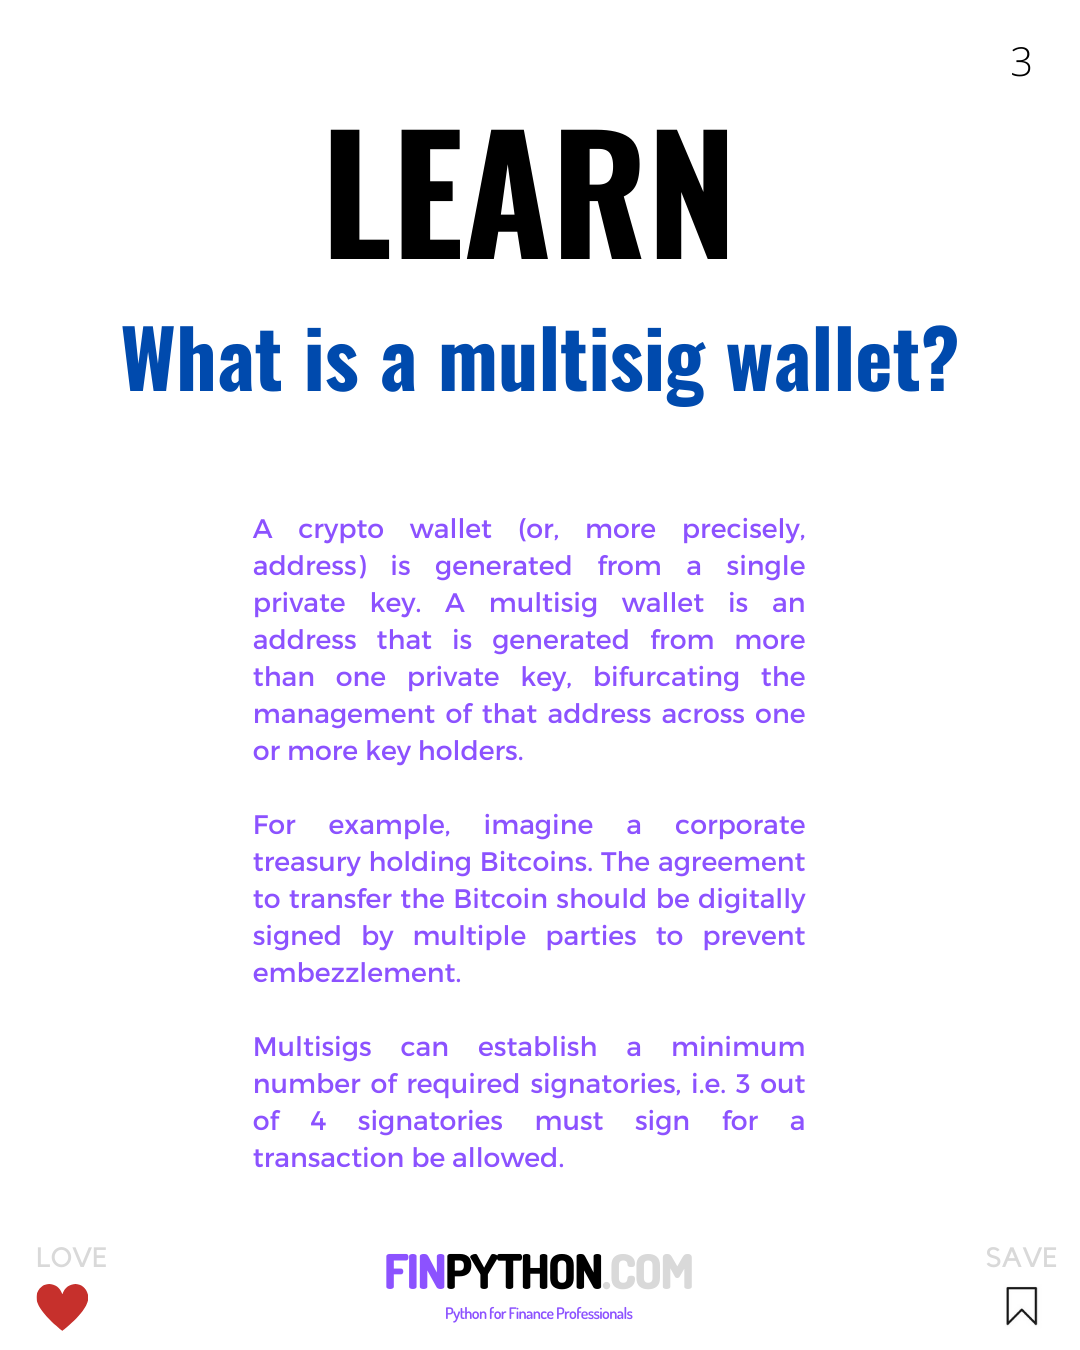 3
LEARN
What is a multisig wallet?
A crypto wallet (or, more precisely,
address) is generated from a single
private key. A multisig wallet is an
address that is generated from more
than one private key, bifurcating the
management of that address across one
or more key holders.
For example, imagine a corporate
treasury holding Bitcoins. The agreement
to transfer the Bitcoin should be digitally
signed by multiple parties to prevent
embezzlement.
Multisigs can establish a minimum
number of required signatories, i.e. 3 out
of 4 signatories must sign for a
transaction be allowed.
LOVE
FINPYTHON.COM
Python for Finance Professionals
SAVE